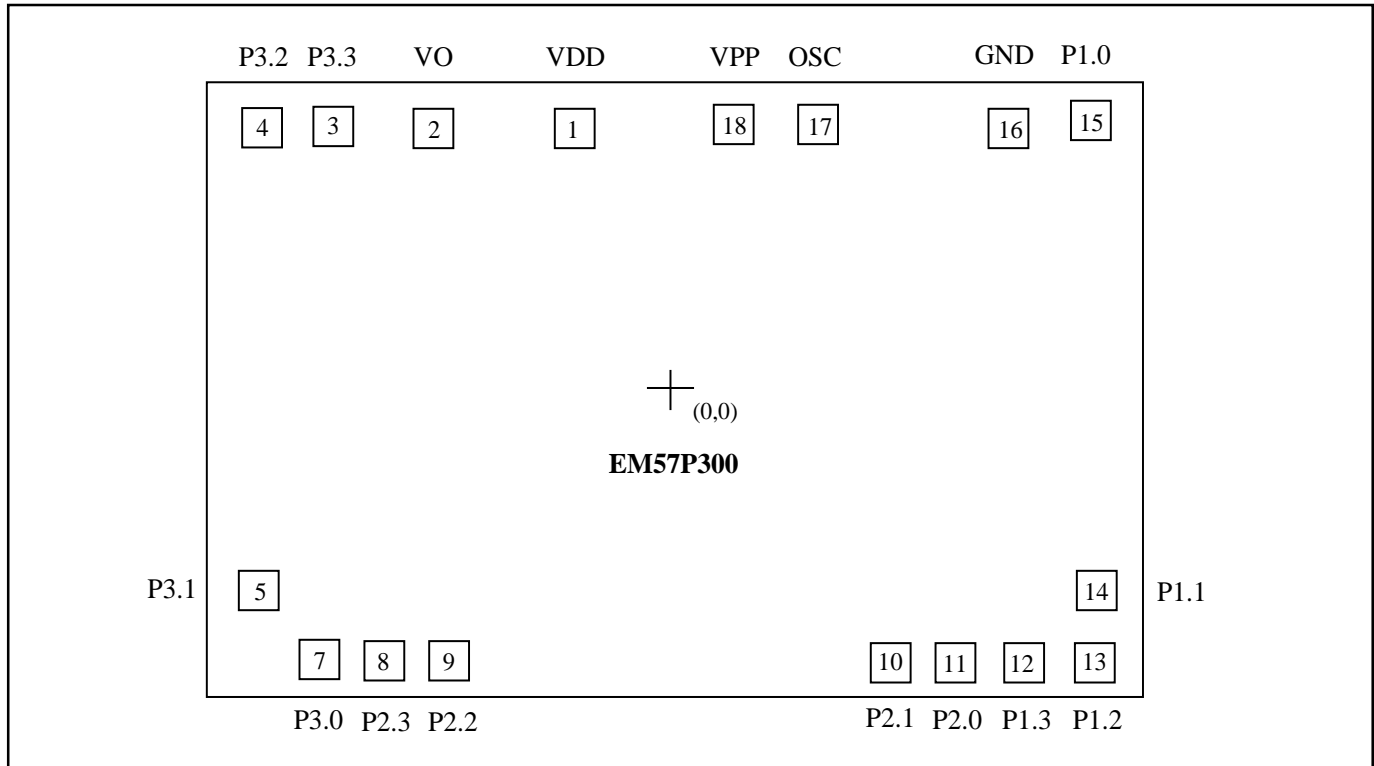 P3.2 P3.3 VO VDD VPP OSC GND P1.0
4 3 2 1 18 17 16 15
(0,0)
EM57P300
P3.1 5 14 P1.1
7 8 9 10 11 12 13
P3.0 P2.3 P2.2 P2.1 P2.0 P1.3 P1.2